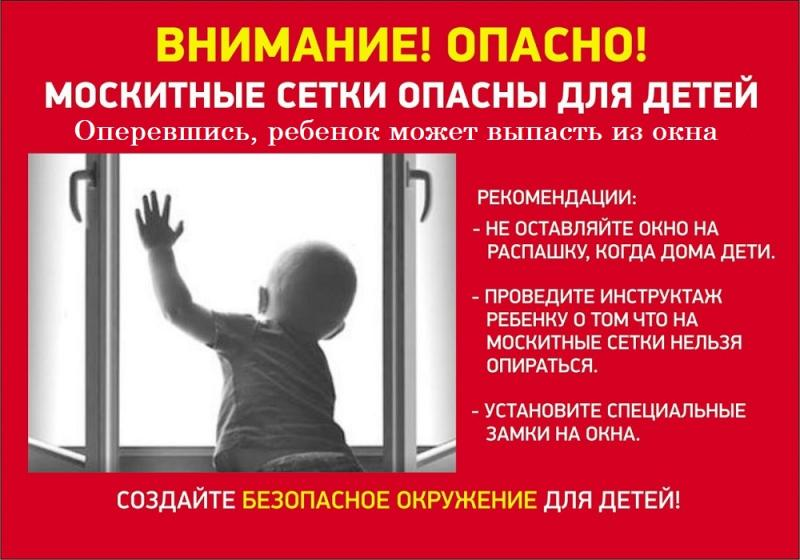 ВНИМАНИЕ! ОПАСНО!
МОСКИТНЫЕ СЕТКИ ОПАСНЫ ДЛЯ ДЕТЕЙ
Оперевшись, ребенок может выпасть из окна
РЕКОМЕНДАЦИИ:
- НЕ ОСТАВЛЯЙТЕ ОКНО НА
РАСПАШКУ, КОГДА ДОМА ДЕТИ.
- ПРОВЕДИТЕ ИНСТРУКТАЖ
РЕБЕНКУ О ТОМ ЧТО НА
МОСКИТНЫЕ СЕТКИ НЕЛЬЗЯ
ОПИРАТЬСЯ.
- УСТАНОВИТЕ СПЕЦИАЛЬНЫЕ
ЗАМКИ НА ОКНА.
СОЗДАЙТЕ БЕЗОПАСНОЕ ОКРУЖЕНИЕ ДЛЯ ДЕТЕЙ!